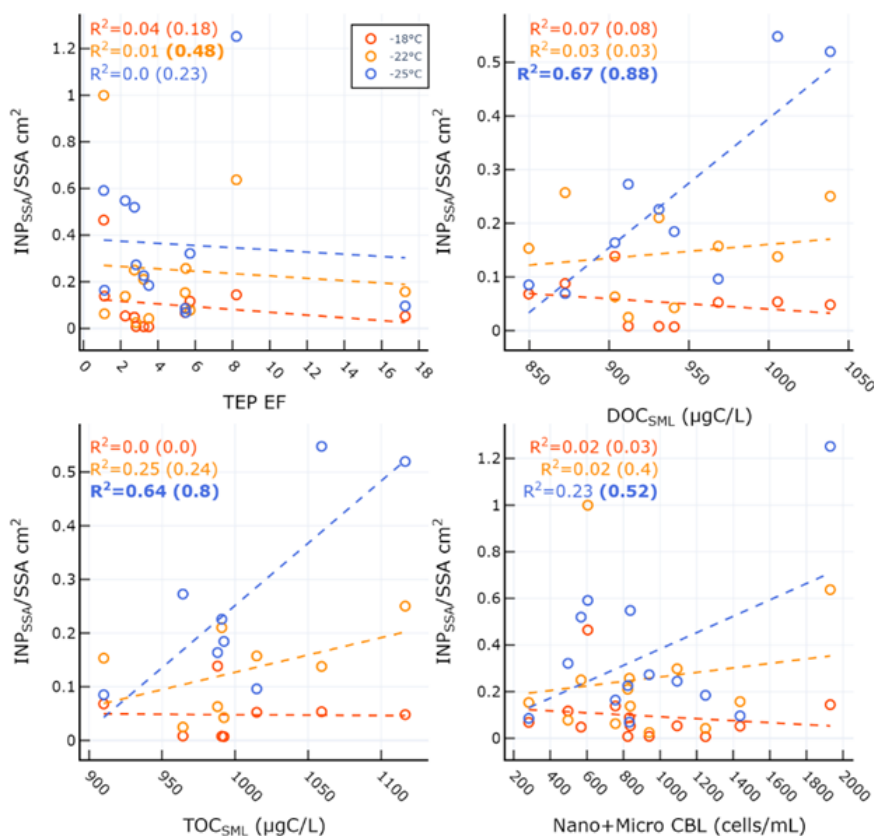 R²=0.04 (0.18)
R²=0.01 (0.48)
R²=0.0 (0.23)
-18°C
-22°C
-25°C
INP_SSA/SSA cm²
1.2
1
0.8
0.6
0.4
0.2
0
0 2 4 6 8 10 12 14 16 18
TEP EF
R²=0.07 (0.08)
R²=0.03 (0.03)
R²=0.67 (0.88)
INP_SSA/SSA cm²
0.5
0.4
0.3
0.2
0.1
0
850 900 950 1000 1050
DOC_SML (μgC/L)
R²=0.0 (0.0)
R²=0.25 (0.24)
R²=0.64 (0.8)
INP_SSA/SSA cm²
0.5
0.4
0.3
0.2
0.1
0
900 950 1000 1050 1100
TOC_SML (μgC/L)
R²=0.02 (0.03)
R²=0.02 (0.4)
R²=0.23 (0.52)
INP_SSA/SSA cm²
1.2
1
0.8
0.6
0.4
0.2
0
200 400 600 800 1000 1200 1400 1600 1800 2000
Nano+Micro CBL (cells/mL)